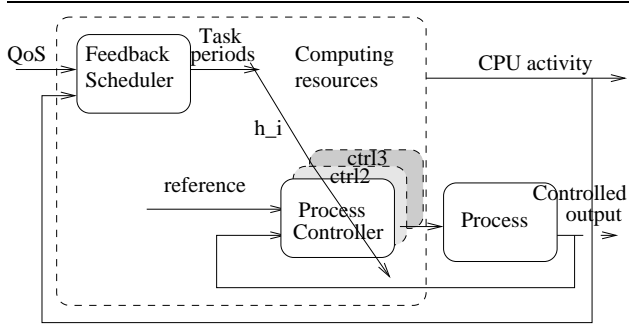 QoS
Feedback
Scheduler
Task
periods
Computing
resources
CPU activity
h_i
ctrl3
ctrl2
reference
Process
Controller
Process
Controlled
output